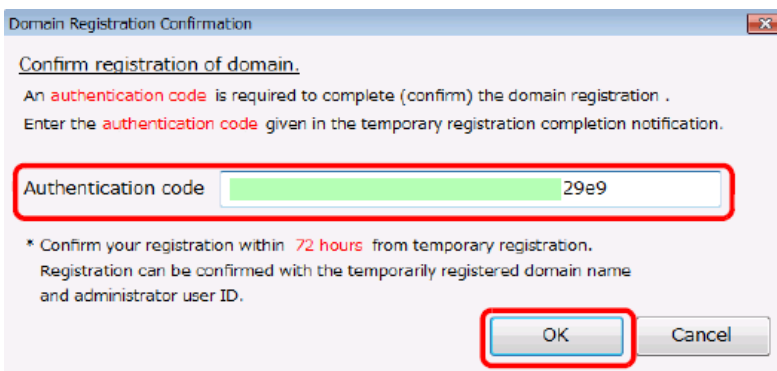 Domain Registration Confirmation
Confirm registration of domain.
An authentication code is required to complete (confirm) the domain registration .
Enter the authentication code given in the temporary registration completion notification.
Authentication code 29e9
* Confirm your registration within 72 hours from temporary registration.
Registration can be confirmed with the temporarily registered domain name
and administrator user ID.
OK Cancel